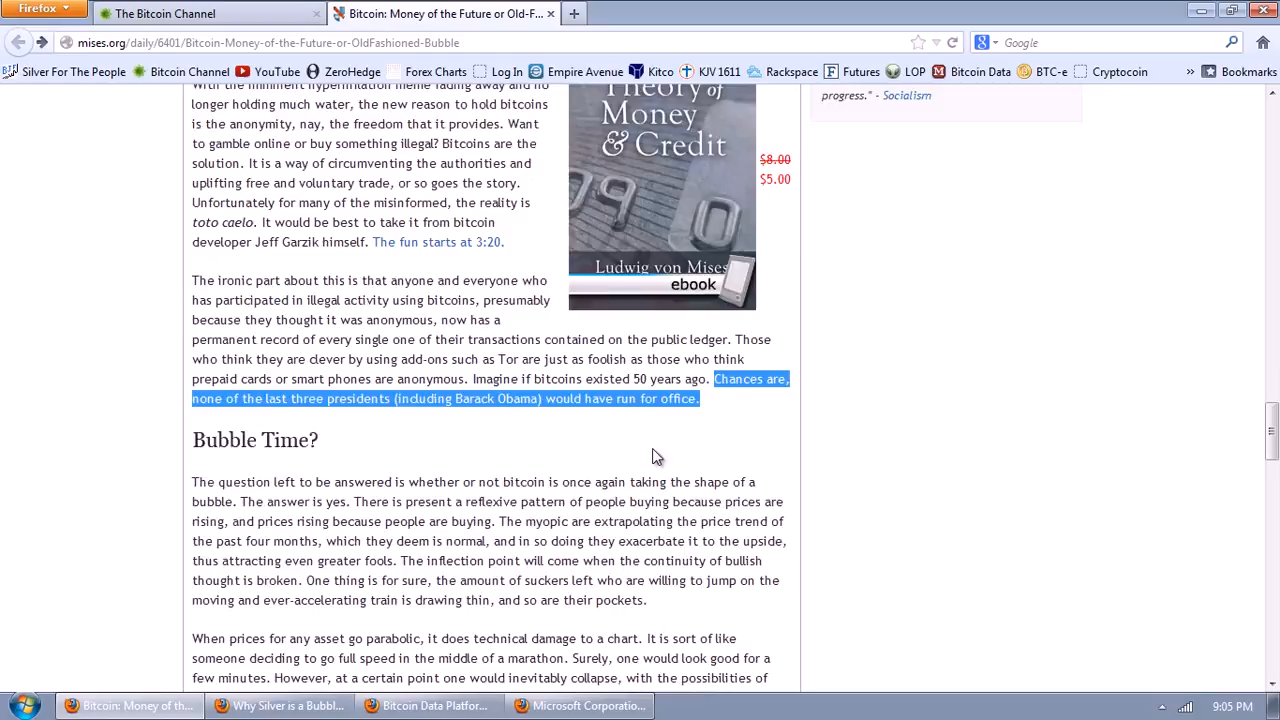 Firefox
The Bitcoin Channel
Bitcoin: Money of the Future or Old-F...
mises.org/daily/6401/Bitcoin-Money-of-the-Future-or-OldFashioned-Bubble
Google
Silver For The People
Bitcoin Channel
YouTube
ZeroHedge
Forex Charts
Log In
Empire Avenue
Kitco
KJV 1611
Rackspace
Futures
LOP
Bitcoin Data
BTC-e
Cryptocoin
»
Bookmarks
With the imminent hyperinflation meme fading away and no
longer holding much water, the new reason to hold bitcoins
is the anonymity, nay, the freedom that it provides. Want
to gamble online or buy something illegal? Bitcoins are the
solution. It is a way of circumventing the authorities and
uplifting free and voluntary trade, or so goes the story.
Unfortunately for many of the misinformed, the reality is
toto caelo. It would be best to take it from bitcoin
developer Jeff Garzik himself. The fun starts at 3:20.
Theory of
Money
& Credit
Ludwig von Mises
ebook
$8.00
$5.00
progress." - Socialism
The ironic part about this is that anyone and everyone who
has participated in illegal activity using bitcoins, presumably
because they thought it was anonymous, now has a
permanent record of every single one of their transactions contained on the public ledger. Those
who think they are clever by using add-ons such as Tor are just as foolish as those who think
prepaid cards or smart phones are anonymous. Imagine if bitcoins existed 50 years ago. Chances are,
none of the last three presidents (including Barack Obama) would have run for office.
Bubble Time?
The question left to be answered is whether or not bitcoin is once again taking the shape of a
bubble. The answer is yes. There is present a reflexive pattern of people buying because prices are
rising, and prices rising because people are buying. The myopic are extrapolating the price trend of
the past four months, which they deem is normal, and in so doing they exacerbate it to the upside,
thus attracting even greater fools. The inflection point will come when the continuity of bullish
thought is broken. One thing is for sure, the amount of suckers left who are willing to jump on the
moving and ever-accelerating train is drawing thin, and so are their pockets.
When prices for any asset go parabolic, it does technical damage to a chart. It is sort of like
someone deciding to go full speed in the middle of a marathon. Surely, one would look good for a
few minutes. However, at a certain point one would inevitably collapse, with the possibilities of
Bitcoin: Money of th...
Why Silver is a Bubbl...
Bitcoin Data Platfor...
Microsoft Corporatio...
9:05 PM